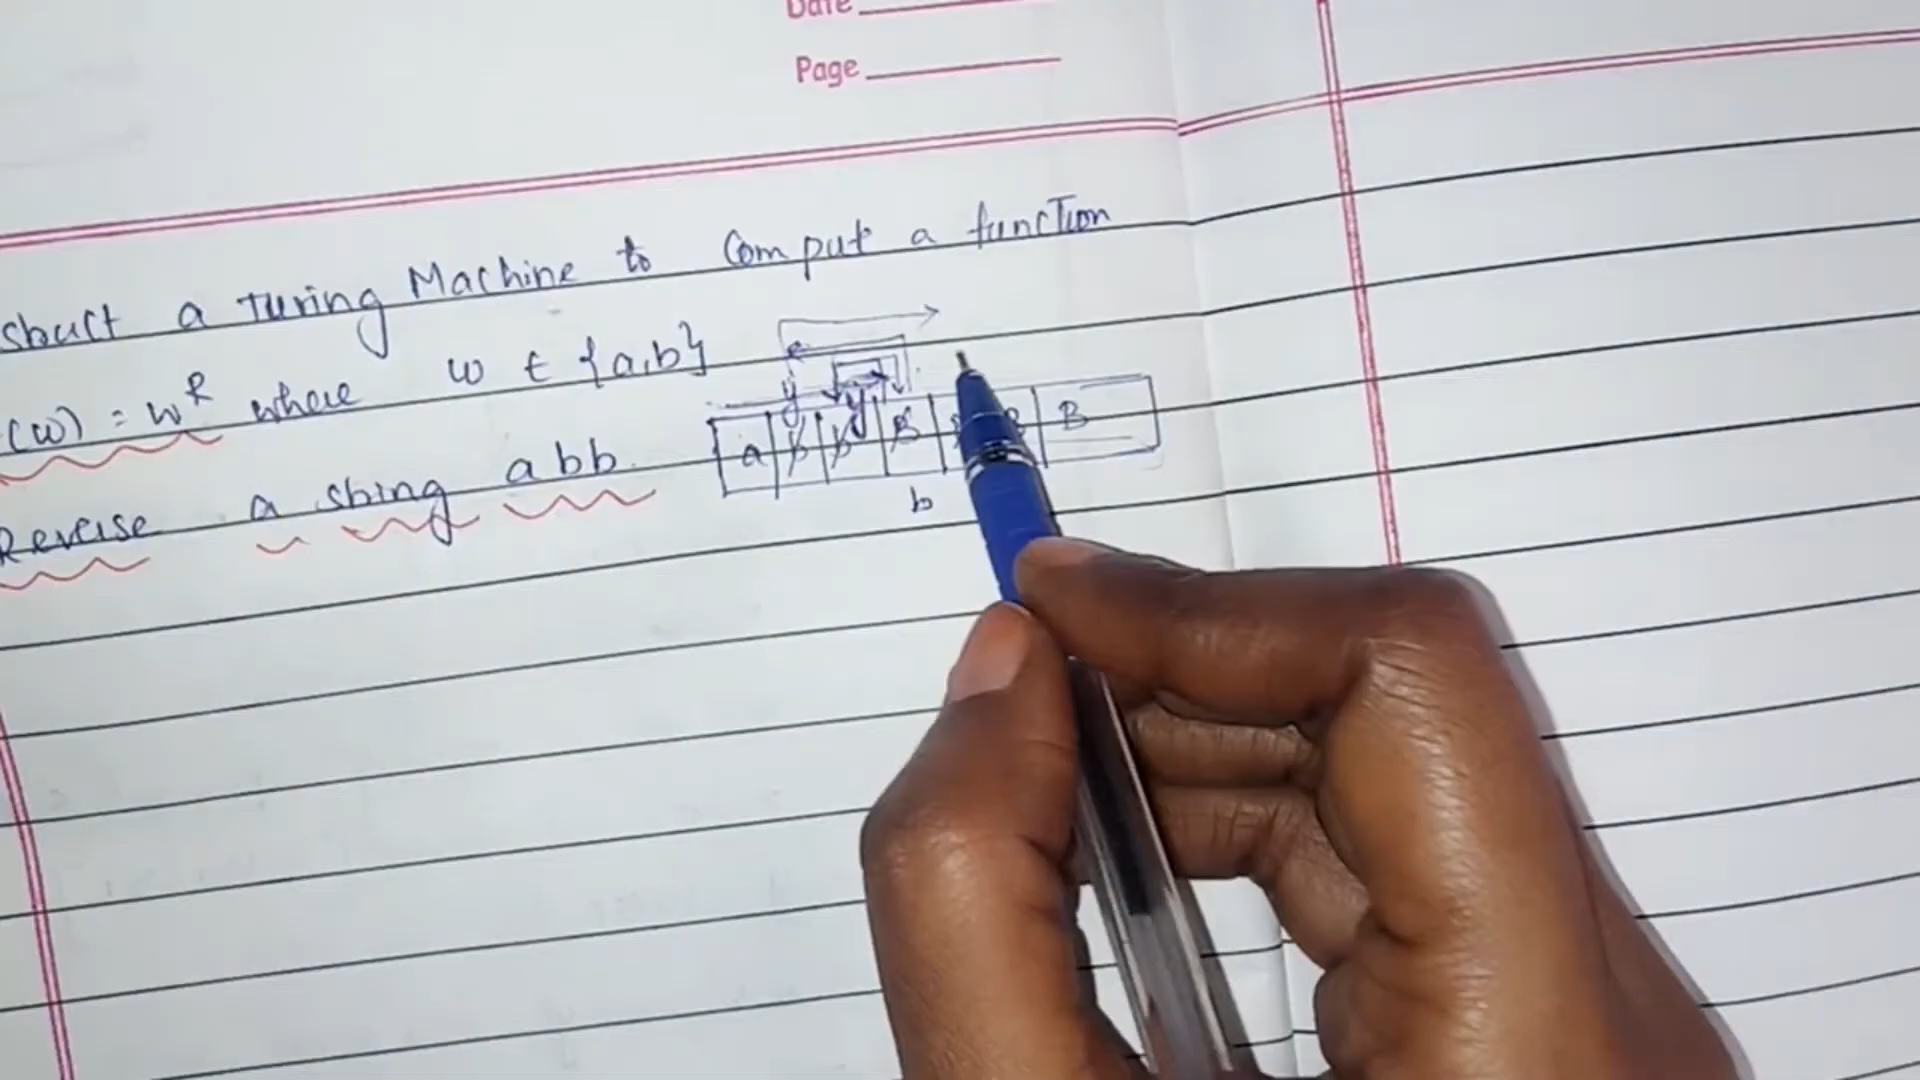 Date
Page
struct a Turing Machine to Comput a function
(w) = w^R where w ∈ {a,b}
y y
Reverse a string abb. a b b B B
b